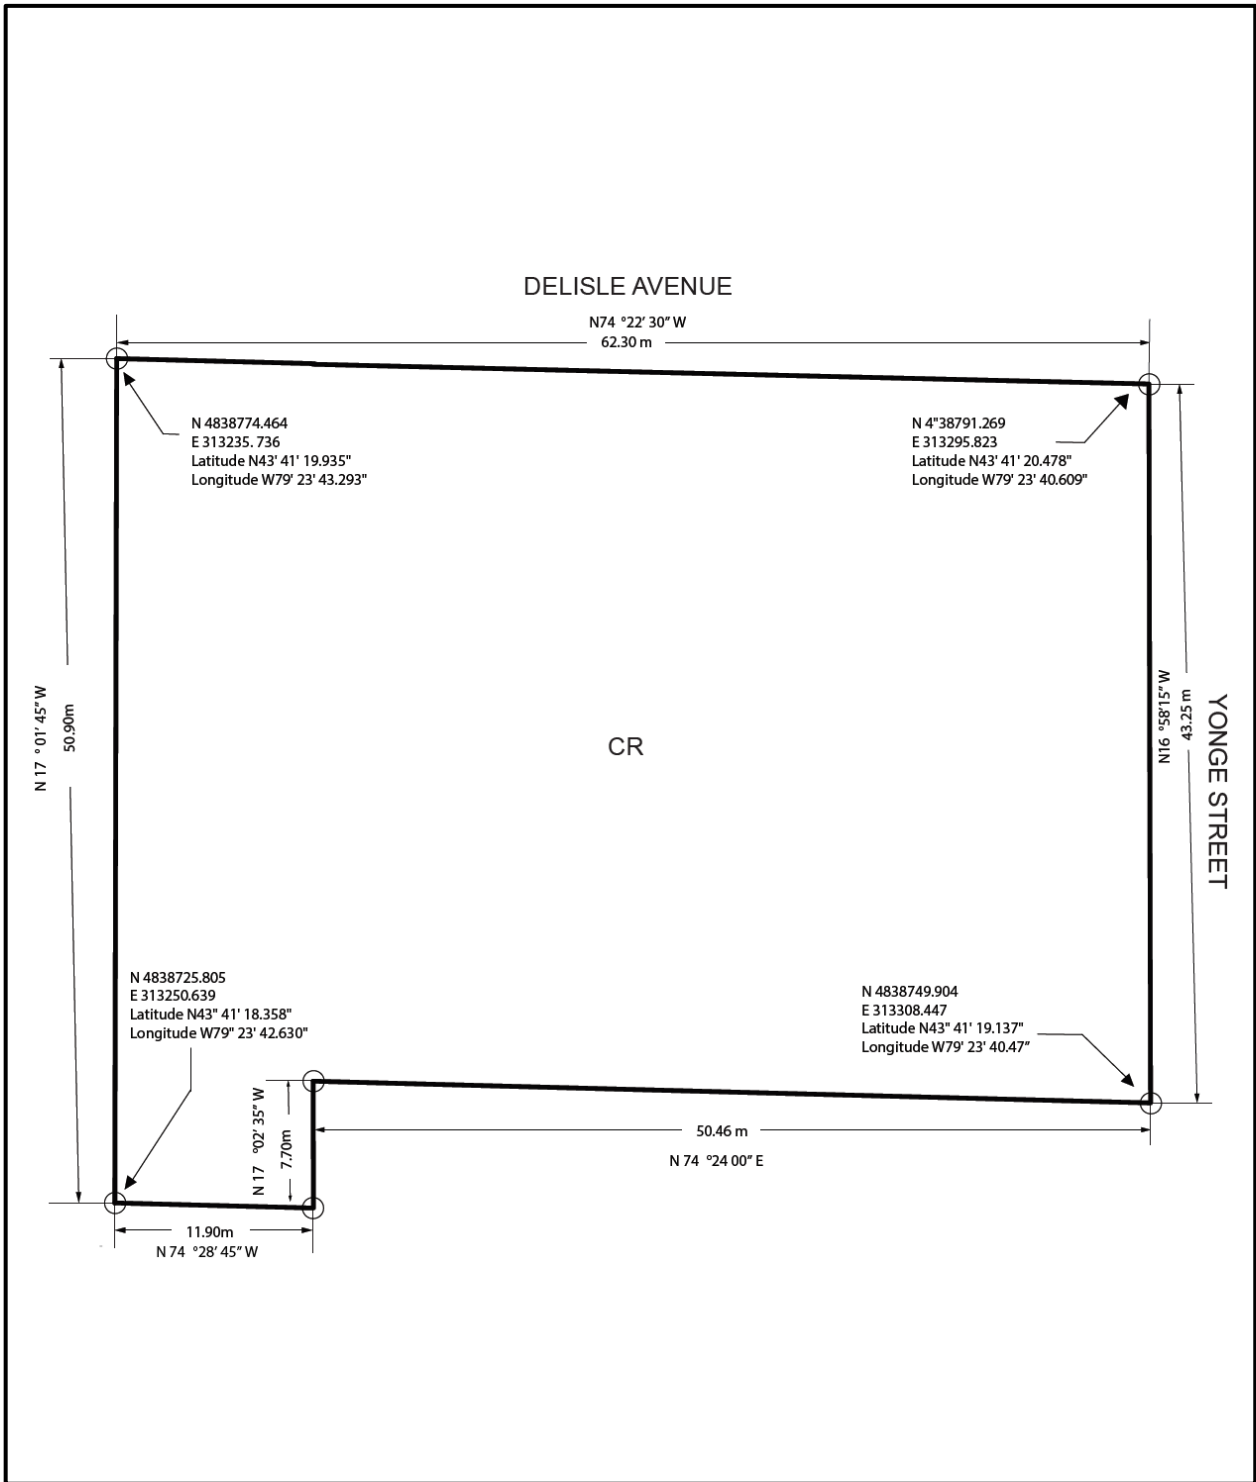 DELISLE AVENUE
N74 °22' 30" W
62.30 m
N 4838774.464
E 313235. 736
Latitude N43' 41' 19.935"
Longitude W79' 23' 43.293"
N 4"38791.269
E 313295.823
Latitude N43' 41' 20.478"
Longitude W79' 23' 40.609"
N 17 ° 01' 45" W
50.90m
CR
N16 °58'15" W
43.25 m
YONGE STREET
N 4838725.805
E 313250.639
Latitude N43" 41' 18.358"
Longitude W79" 23' 42.630"
N 4838749.904
E 313308.447
Latitude N43" 41' 19.137"
Longitude W79' 23' 40.47"
N 17 °02' 35" W
7.70m
50.46 m
N 74 °24 00" E
11.90m
N 74 °28' 45" W